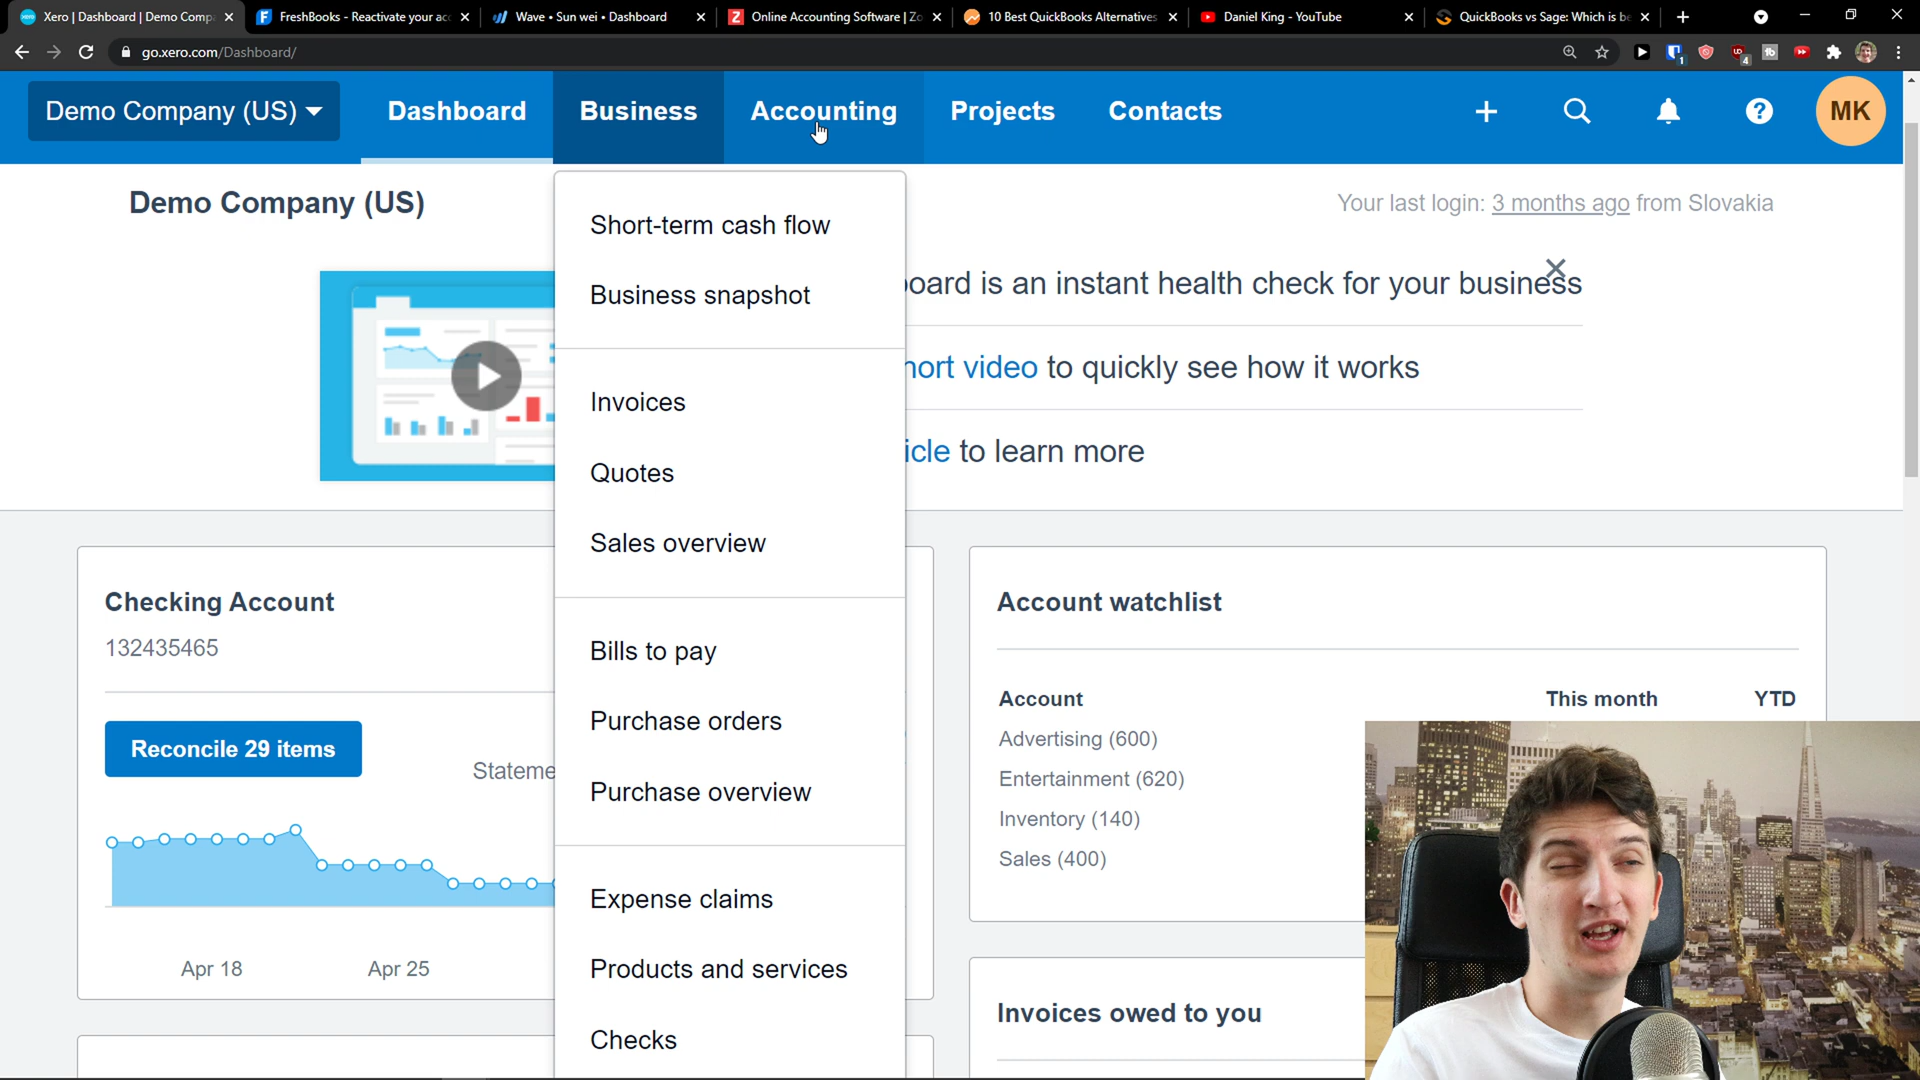 Xero | Dashboard | Demo Comp
FreshBooks - Reactivate your acc
Wave • Sun wei • Dashboard
Online Accounting Software | Zo
10 Best QuickBooks Alternatives
Daniel King - YouTube
QuickBooks vs Sage: Which is be
go.xero.com/Dashboard/
1
4
Demo Company (US)
Dashboard
Business
Accounting
Projects
Contacts
MK
Demo Company (US)
Your last login: 3 months ago from Slovakia
Short-term cash flow
Business snapshot
Invoices
Quotes
Sales overview
Bills to pay
Purchase orders
Purchase overview
Expense claims
Products and services
Checks
oard is an instant health check for your business
hort video to quickly see how it works
icle to learn more
Checking Account
132435465
Reconcile 29 items
Stateme
Apr 18
Apr 25
Account watchlist
Account
This month
YTD
Advertising (600)
Entertainment (620)
Inventory (140)
Sales (400)
Invoices owed to you